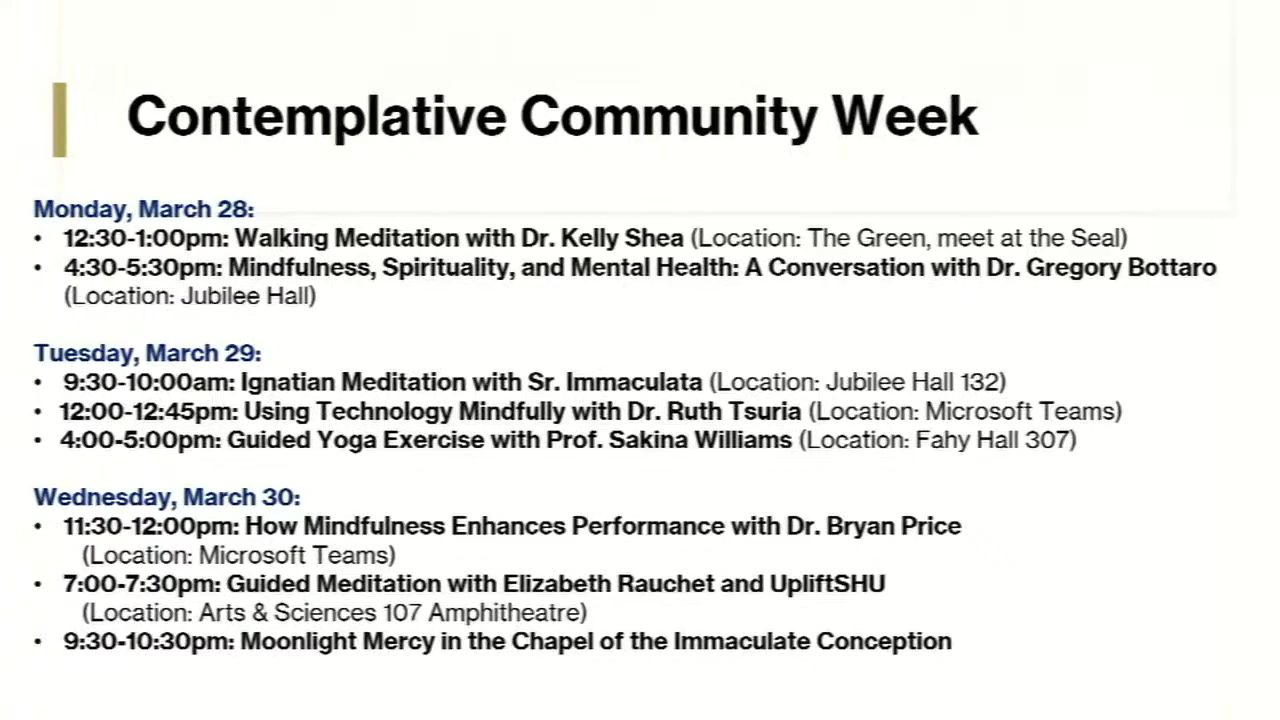 Contemplative Community Week
Monday, March 28:
• 12:30-1:00pm: Walking Meditation with Dr. Kelly Shea (Location: The Green, meet at the Seal)
• 4:30-5:30pm: Mindfulness, Spirituality, and Mental Health: A Conversation with Dr. Gregory Bottaro
(Location: Jubilee Hall)
Tuesday, March 29:
• 9:30-10:00am: Ignatian Meditation with Sr. Immaculata (Location: Jubilee Hall 132)
• 12:00-12:45pm: Using Technology Mindfully with Dr. Ruth Tsuria (Location: Microsoft Teams)
• 4:00-5:00pm: Guided Yoga Exercise with Prof. Sakina Williams (Location: Fahy Hall 307)
Wednesday, March 30:
• 11:30-12:00pm: How Mindfulness Enhances Performance with Dr. Bryan Price
(Location: Microsoft Teams)
• 7:00-7:30pm: Guided Meditation with Elizabeth Rauchet and UpliftSHU
(Location: Arts & Sciences 107 Amphitheatre)
• 9:30-10:30pm: Moonlight Mercy in the Chapel of the Immaculate Conception